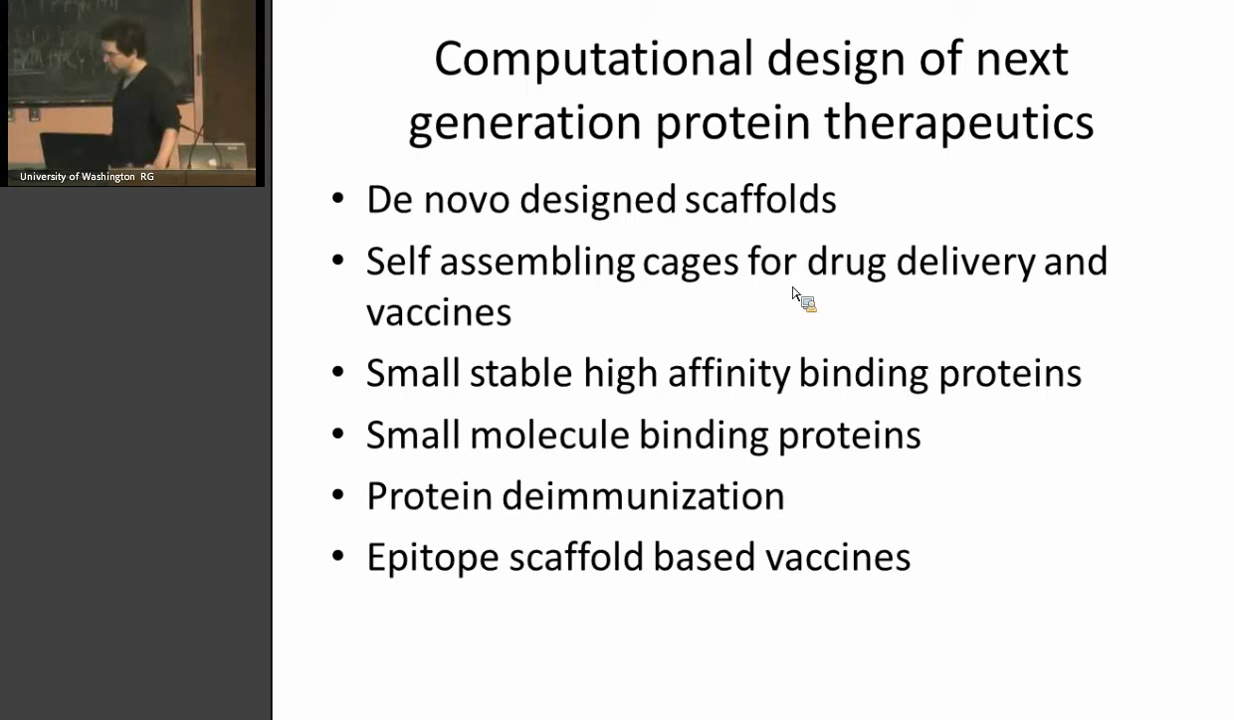 University of Washington RG
Computational design of next
generation protein therapeutics
• De novo designed scaffolds
• Self assembling cages for drug delivery and
vaccines
• Small stable high affinity binding proteins
• Small molecule binding proteins
• Protein deimmunization
• Epitope scaffold based vaccines